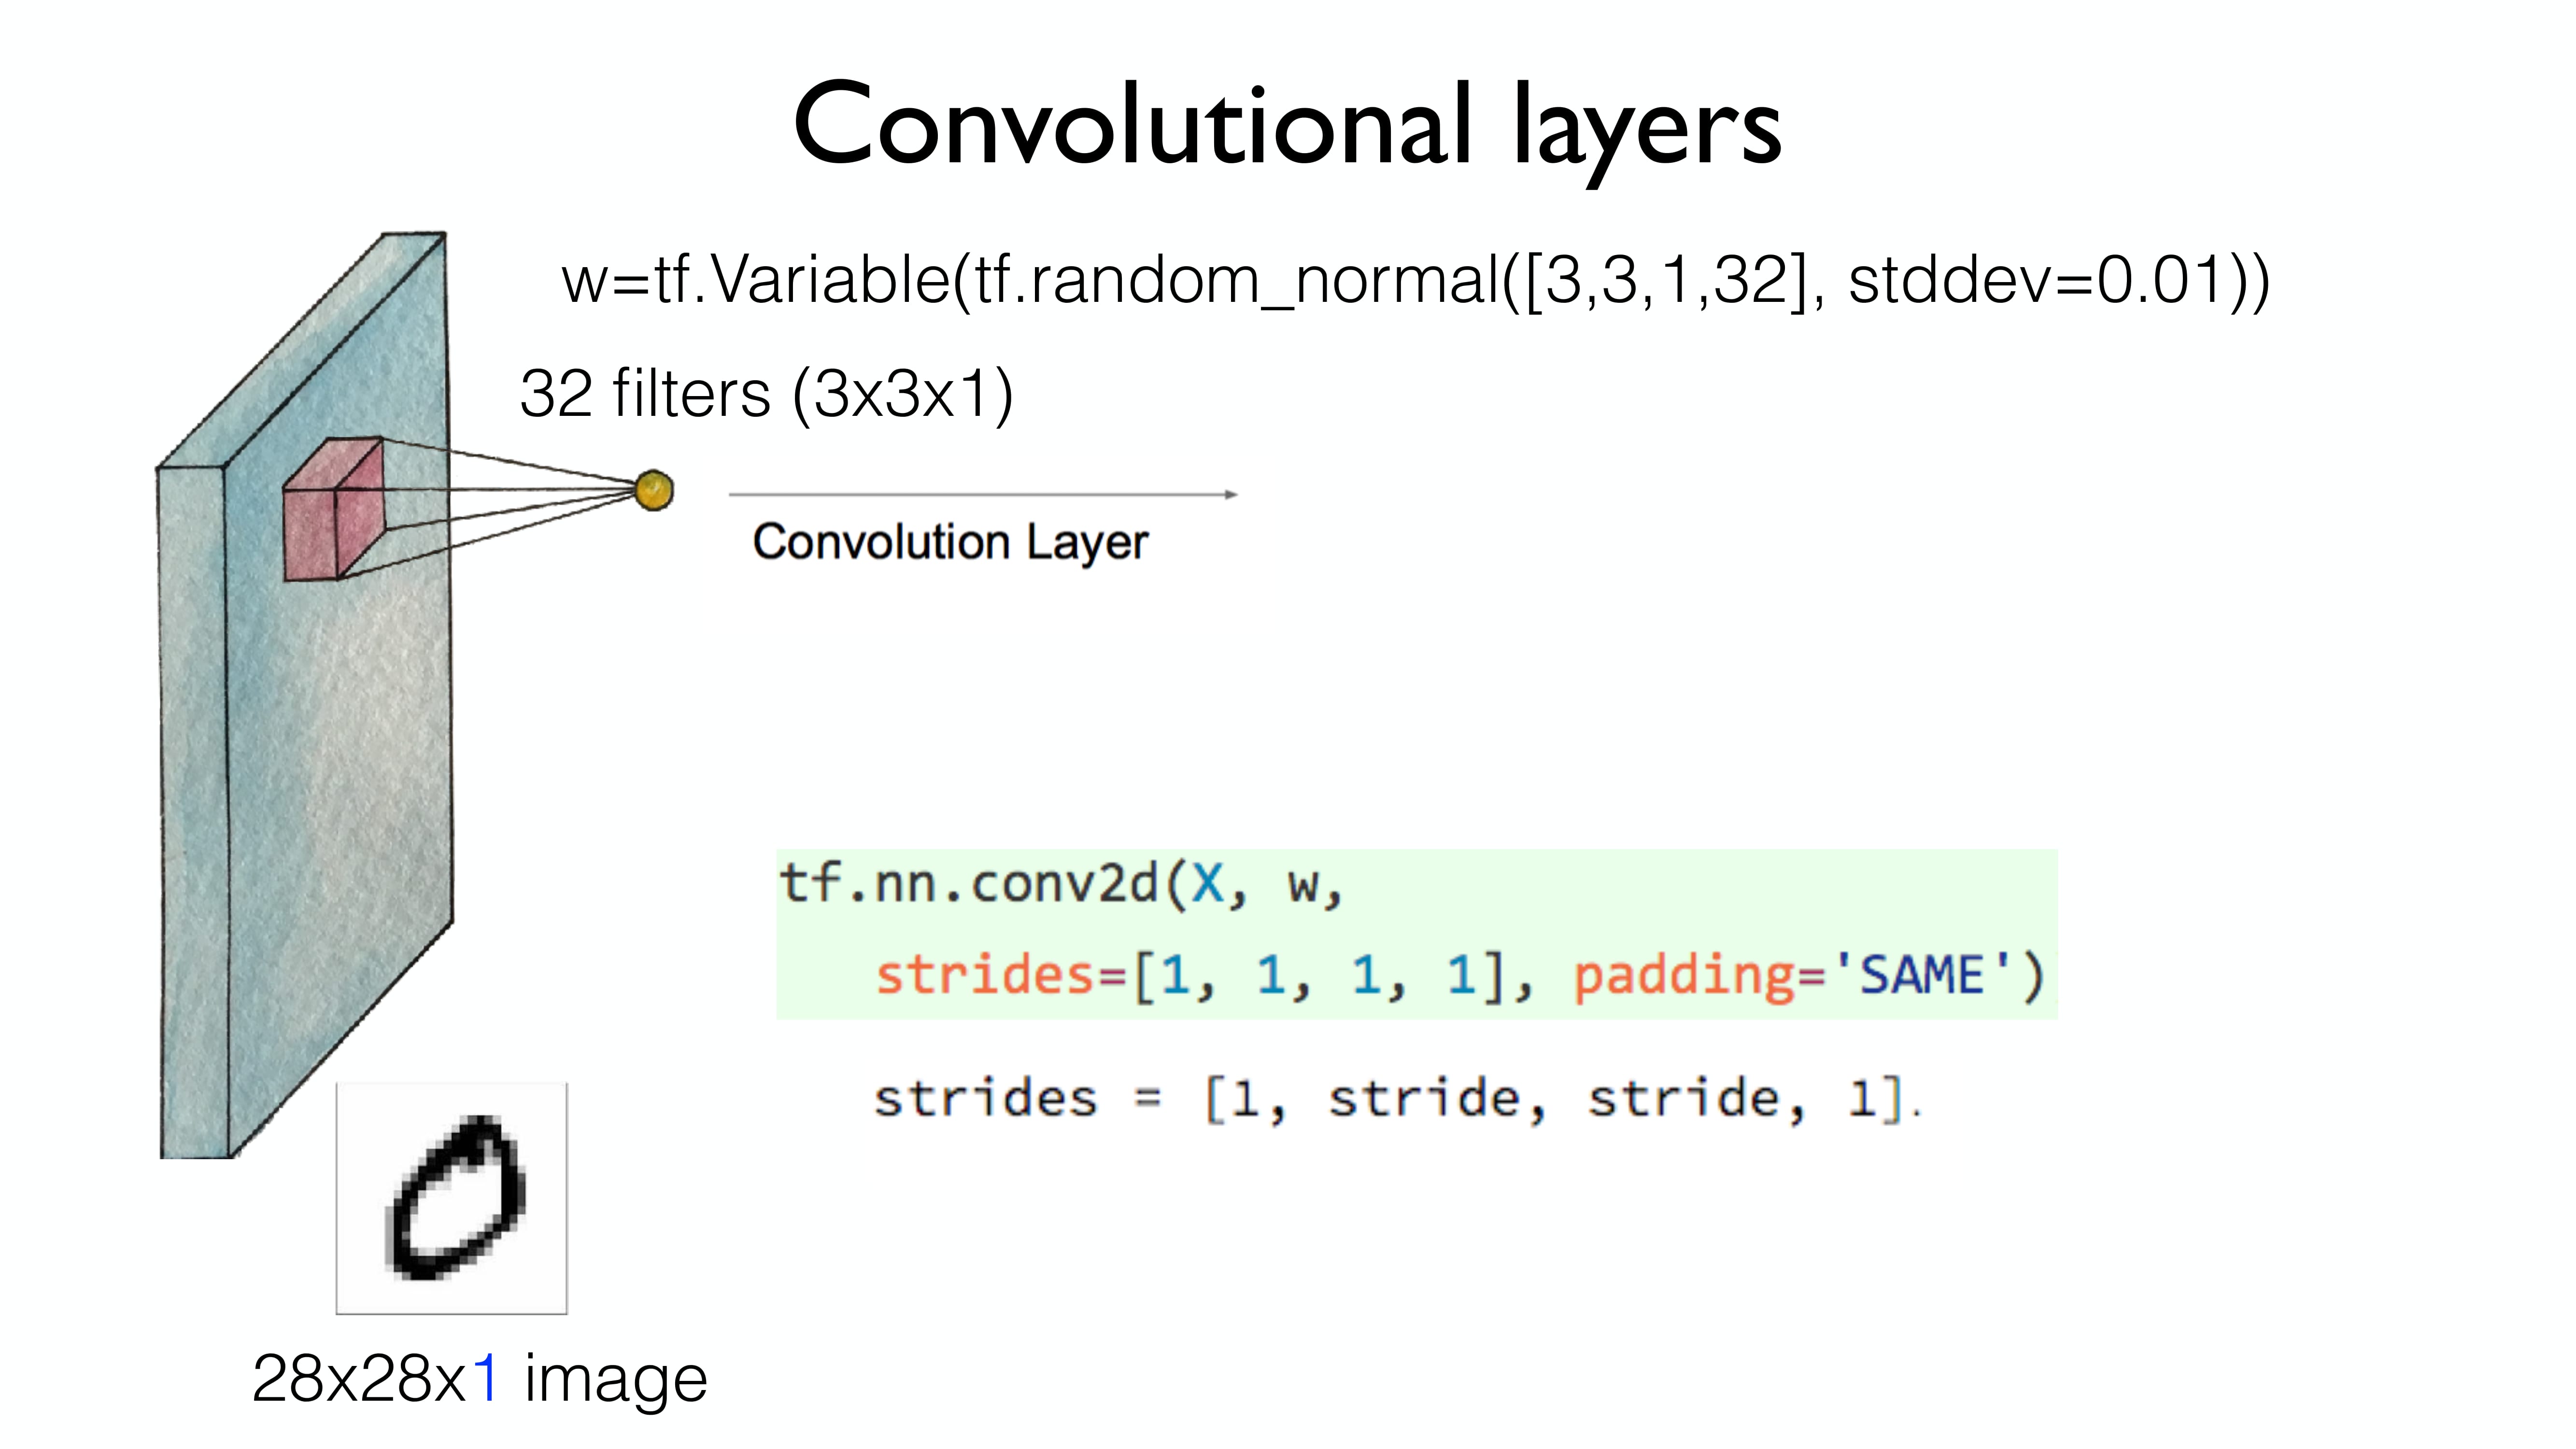 Convolutional layers
w=tf.Variable(tf.random_normal([3,3,1,32], stddev=0.01))
32 filters (3x3x1)
Convolution Layer
tf.nn.conv2d(X, w,
strides=[1, 1, 1, 1], padding='SAME')
strides = [1, stride, stride, 1].
0
28x28x1 image